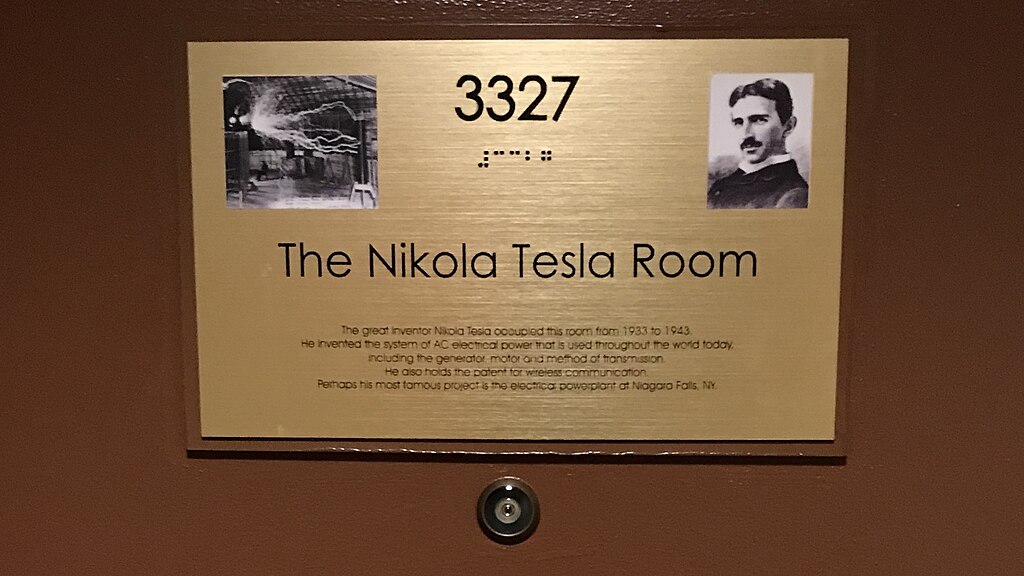 3327
⠼⠉⠉⠃⠛
The Nikola Tesla Room
The great inventor Nikola Tesla occupied this room from 1933 to 1943.
He invented the system of AC electrical power that is used throughout the world today,
including the generator, motor and method of transmission.
He also holds the patent for wireless communication.
Perhaps his most famous project is the electrical powerplant at Niagara Falls, NY.